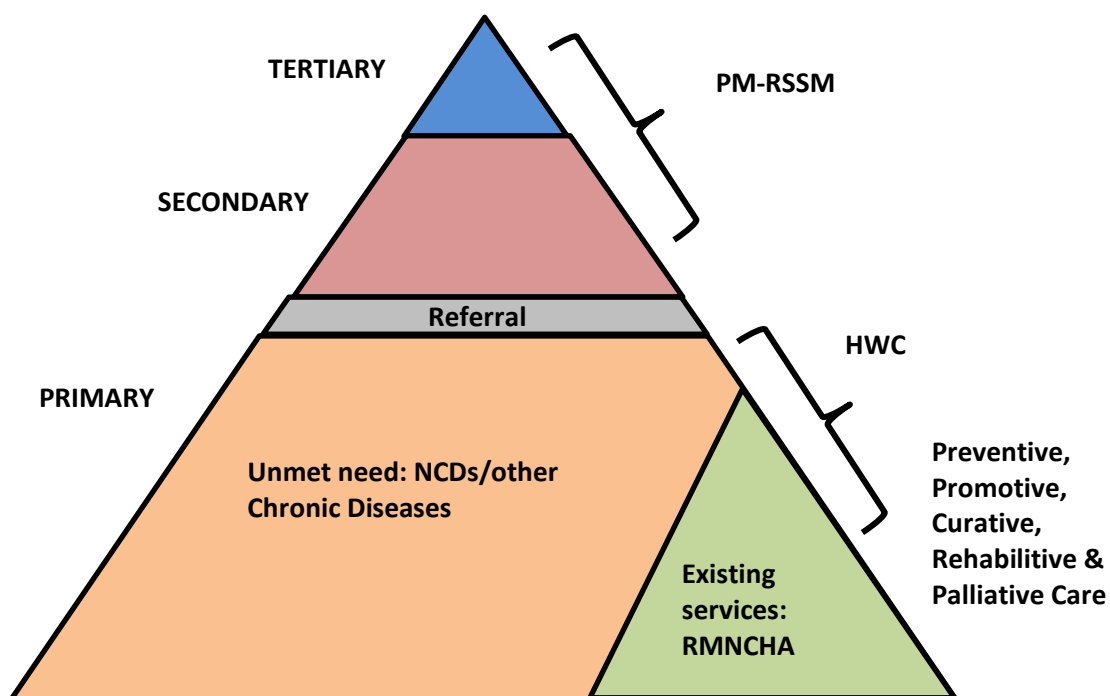 TERTIARY
PM-RSSM
SECONDARY
Referral
HWC
PRIMARY
Unmet need: NCDs/other
Chronic Diseases
Preventive,
Promotive,
Curative,
Rehabilitive &
Palliative Care
Existing
services:
RMNCHA